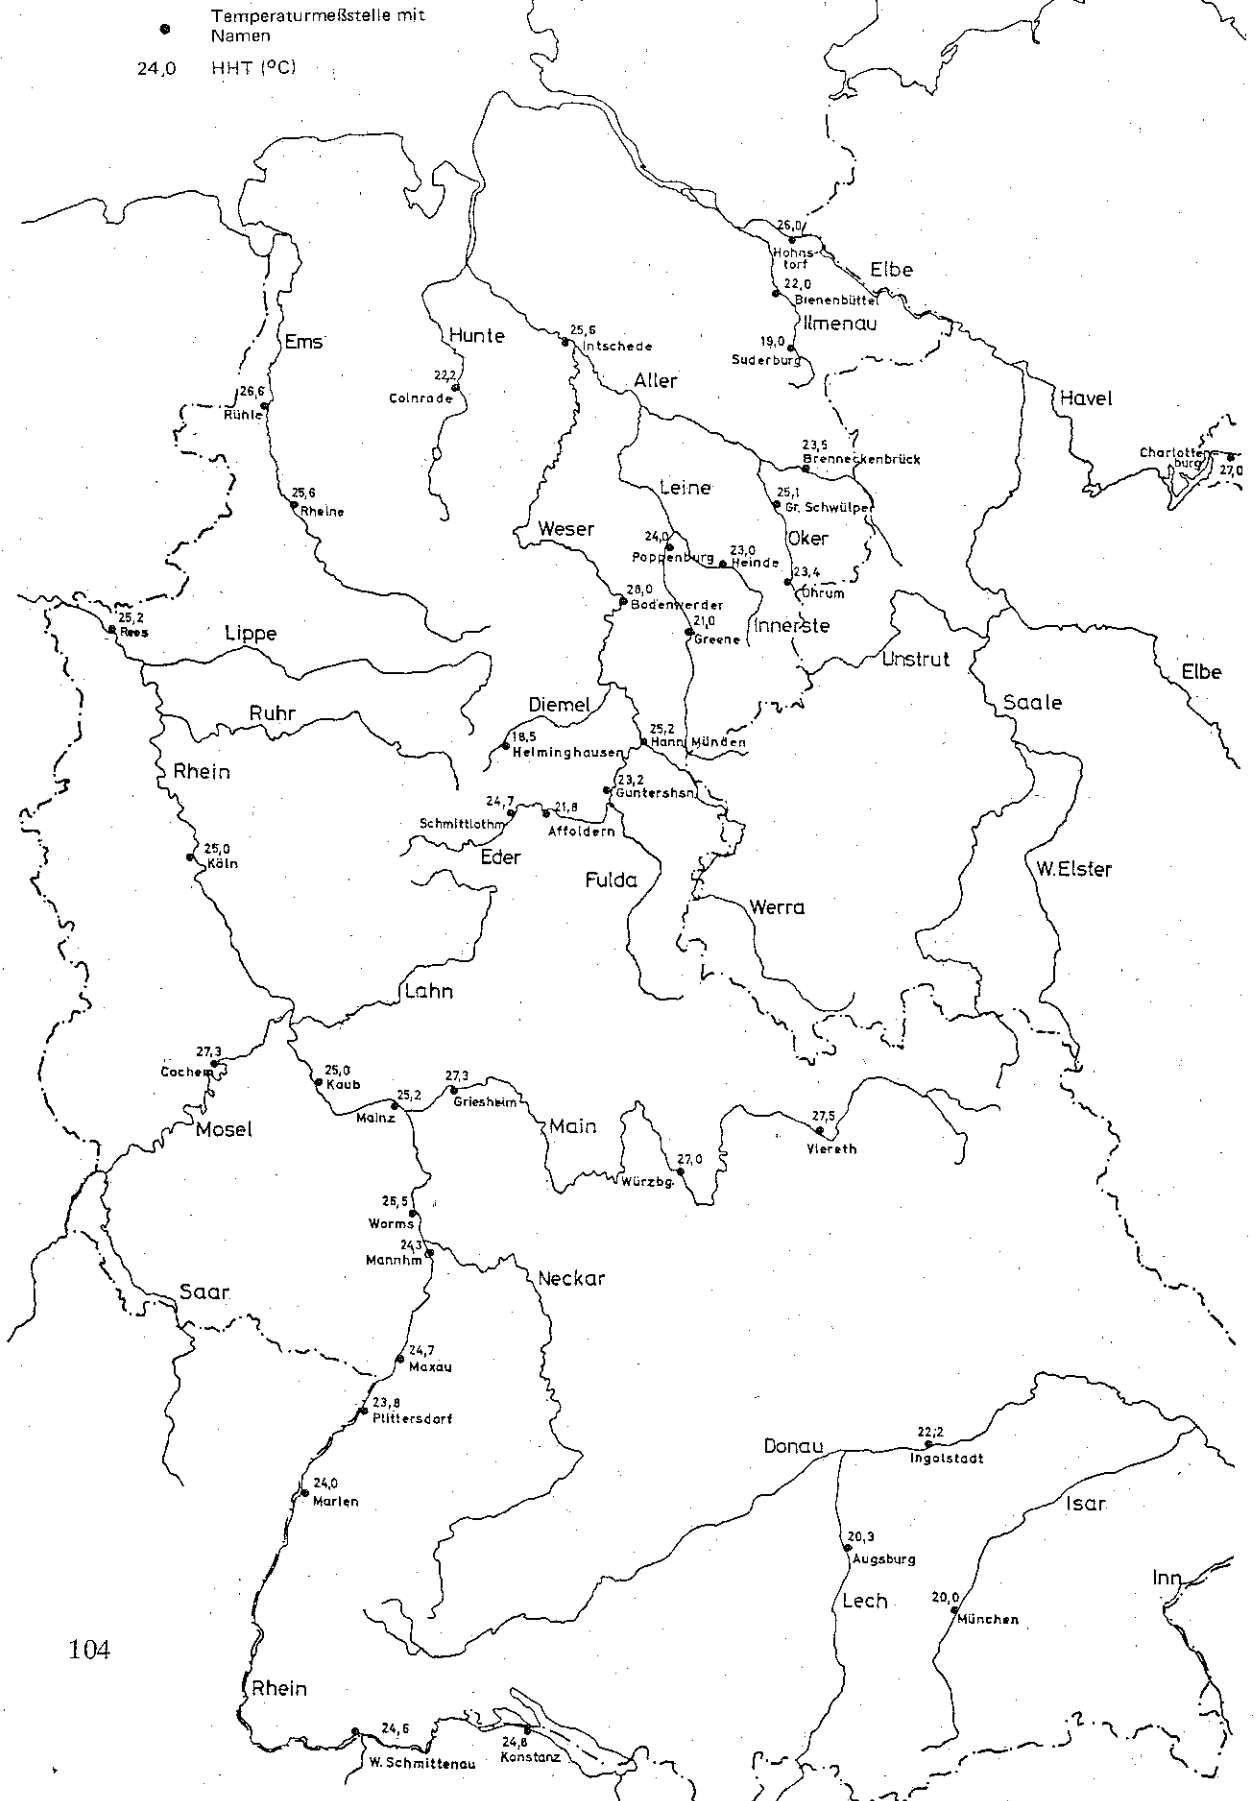 Temperaturmeßstelle mit
Namen
24,0 HHT (°C)
26,0
Hohns-
torf
Elbe
22,0
Bienenbüttel
Ilmenau
19,0
Suderburg
Ems
Hunte
25,6
Intschede
Aller
22,2
Colnrade
26,6
Rühle
Havel
Charlotten-
burg
27,0
23,5
Brenneckenbrück
Leine
25,1
Gr. Schwülper
25,6
Rheine
Weser
Oker
24,0
Poppenburg
23,0
Heinde
23,4
Ohrum
28,0
Bodenwerder
25,2
Rees
Lippe
21,0
Greene
Innerste
Unstrut
Elbe
Diemel
Saale
Ruhr
18,5
Helminghausen
25,2
Hann. Münden
Rhein
23,2
Guntershsn.
24,7
Schmittlothm.
21,8
Affoldern
Eder
25,0
Köln
Fulda
W.Elster
Werra
Lahn
27,3
Cochem
25,0
Kaub
25,2
Mainz
27,3
Griesheim
Main
Mosel
27,5
Viereth
27,0
Würzbg.
26,5
Worms
24,3
Mannhm
Neckar
Saar
24,7
Maxau
23,8
Plittersdorf
Donau
22,2
Ingolstadt
24,0
Marlen
Isar
20,3
Augsburg
Lech
Inn
20,0
München
104
Rhein
24,6
W. Schmittenau
24,8
Konstanz